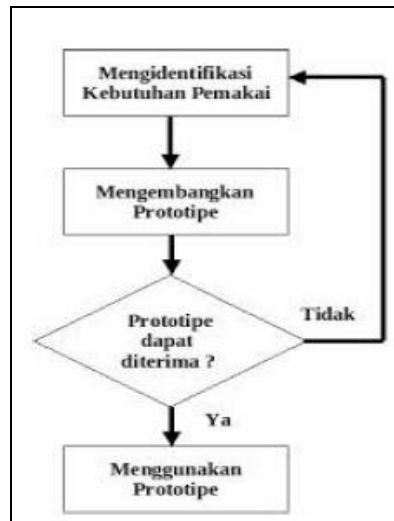 Mengidentifikasi
Kebutuhan Pemakai
Mengembangkan
Prototipe
Prototipe
dapat
diterima ?
Tidak
Ya
Menggunakan
Prototipe